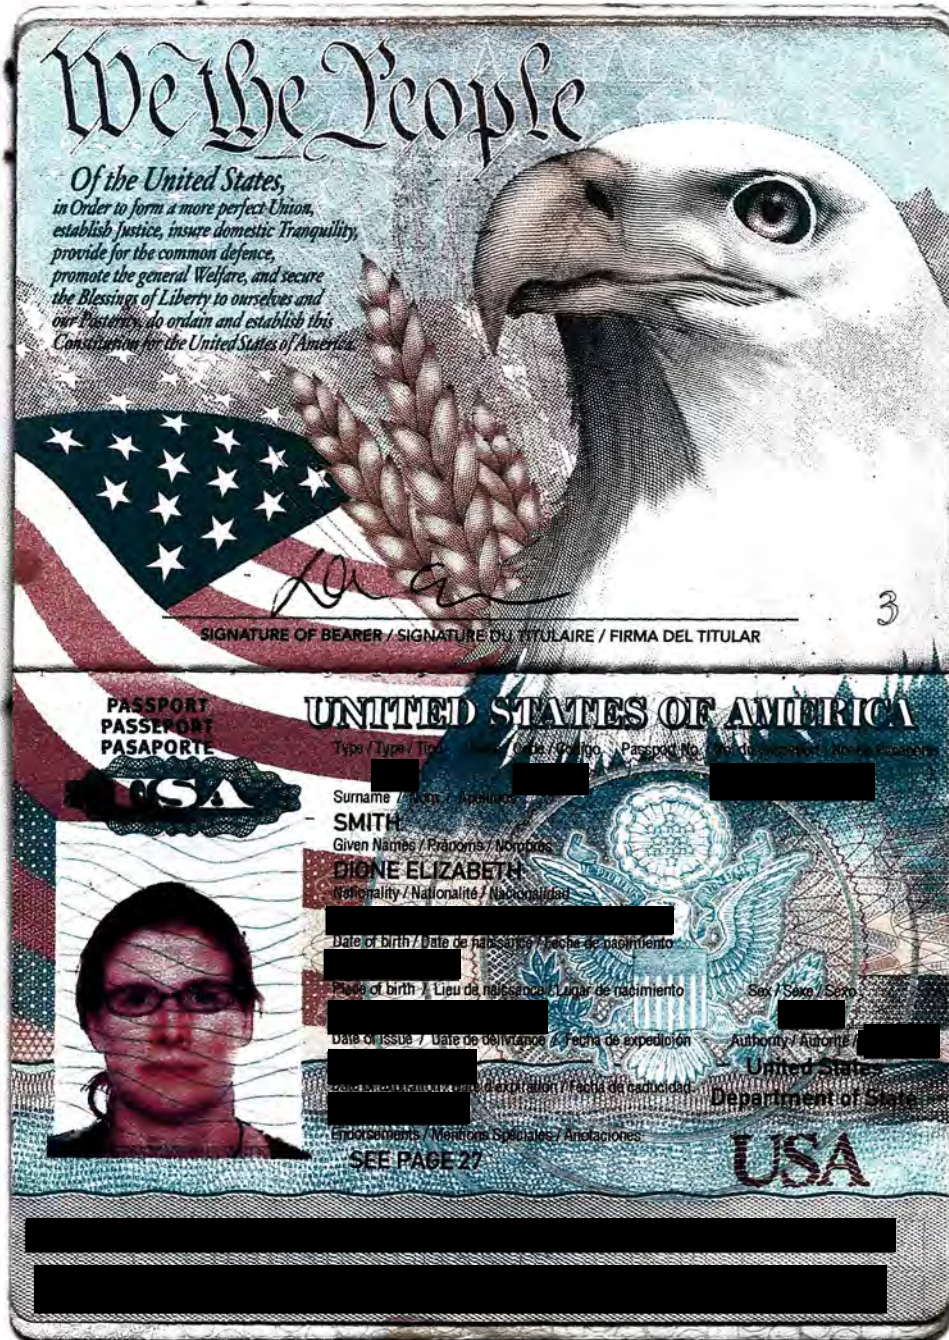 We the People
Of the United States,
in Order to form a more perfect Union,
establish Justice, insure domestic Tranquility,
provide for the common defence,
promote the general Welfare, and secure
the Blessings of Liberty to ourselves and
our Posterity, do ordain and establish this
Constitution for the United States of America.
SIGNATURE OF BEARER / SIGNATURE DU TITULAIRE / FIRMA DEL TITULAR
3
PASSPORT
PASSEPORT
PASAPORTE
USA
UNITED STATES OF AMERICA
Type / Type / Tipo Code / Código Passport No.
Surname / Nom / Apellidos
SMITH
Given Names / Prénoms / Nombres
DIONE ELIZABETH
Nationality / Nationalité / Nacionalidad
Date of birth / Date de naissance / Fecha de nacimiento
Place of birth / Lieu de naissance / Lugar de nacimiento Sex / Sexe / Sexo
Date of issue / Date de délivrance / Fecha de expedición Authority / Autorité /
Date of expiration / Date d'expiration / Fecha de caducidad
United States
Department of State
Endorsements / Mentions Spéciales / Anotaciones
SEE PAGE 27
USA